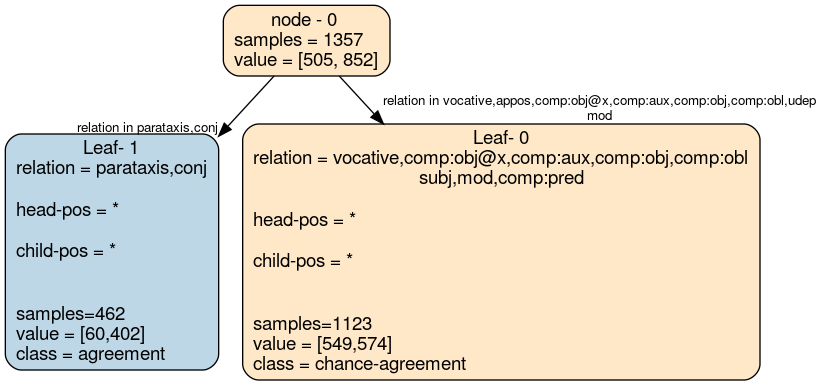 node - 0
samples = 1357
value = [505, 852]
relation in parataxis,conj
relation in vocative,appos,comp:obj@x,comp:aux,comp:obj,comp:obl,udep
mod
Leaf- 1
relation = parataxis,conj
head-pos = *
child-pos = *
samples=462
value = [60,402]
class = agreement
Leaf- 0
relation = vocative,comp:obj@x,comp:aux,comp:obj,comp:obl
subj,mod,comp:pred
head-pos = *
child-pos = *
samples=1123
value = [549,574]
class = chance-agreement